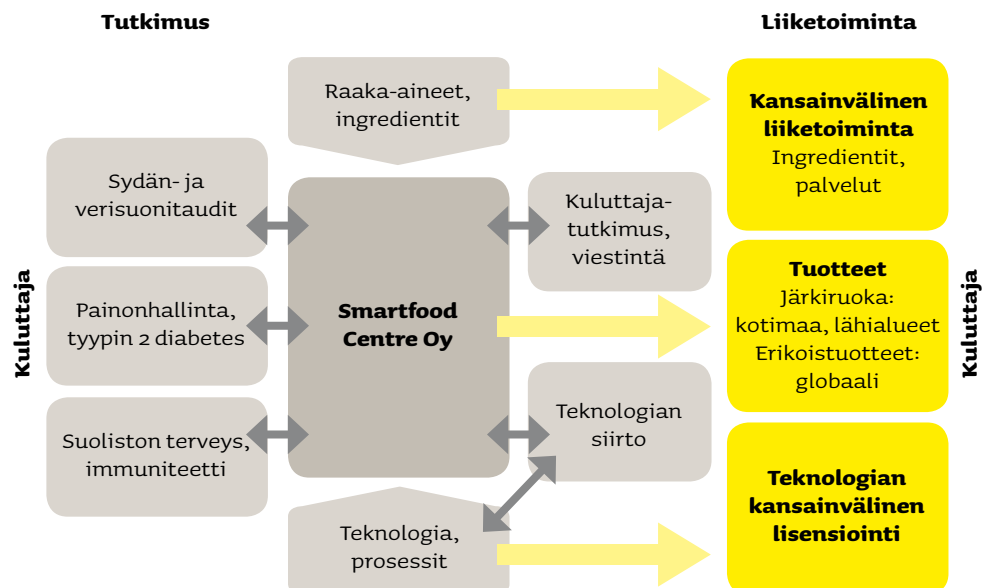 Tutkimus
Liiketoiminta
Raaka-aineet,
ingredientit
Kansainvälinen
liiketoiminta
Ingredientit,
palvelut
Sydän- ja
verisuonitaudit
Kuluttaja-
tutkimus,
viestintä
Kuluttaja
Painonhallinta,
tyypin 2 diabetes
Smartfood
Centre Oy
Tuotteet
Järkiruoka:
kotimaa, lähialueet
Erikoistuotteet:
globaali
Kuluttaja
Suoliston terveys,
immuniteetti
Teknologian
siirto
Teknologia,
prosessit
Teknologian
kansainvälinen
lisensiointi